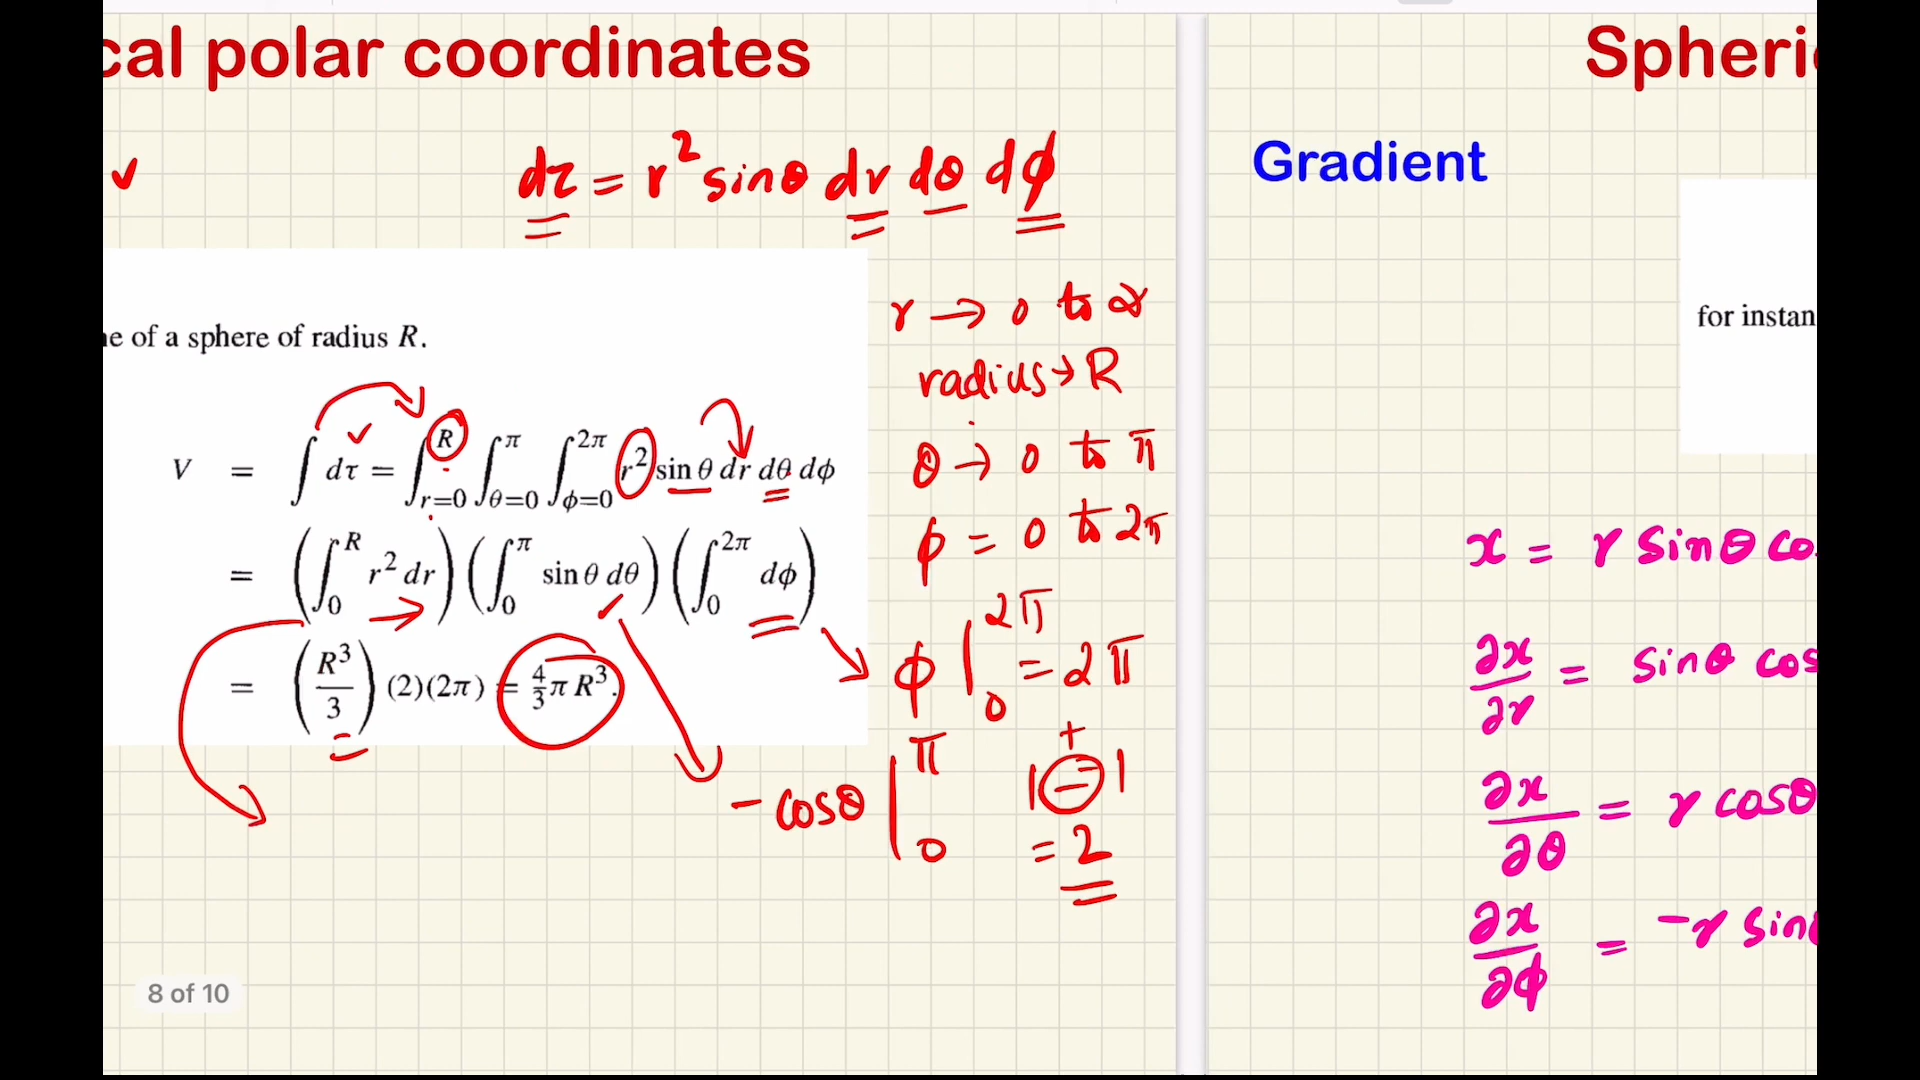 cal polar coordinates
✓ dτ = r² sinθ dr dθ dϕ
of a sphere of radius R.
r → 0 to α
radius → R
θ → 0 to π
ϕ = 0 to 2π
V = ∫ dτ ✓ = ∫_{r=0}^{R} ∫_{θ=0}^{π} ∫_{ϕ=0}^{2π} r² sin θ dr dθ dϕ
= (∫_0^R r² dr) (∫_0^π sin θ dθ) (∫_0^{2π} dϕ)
= (R³/3) (2)(2π) = 4/3 π R³.
ϕ |_0^{2π} = 2π
- cosθ |_0^π
+
1 - - 1
= 2
8 of 10
Spheric
Gradient
for instan
x = r sinθ cos
∂x/∂r = sinθ cos
∂x/∂θ = r cosθ
∂x/∂ϕ = -r sinθ